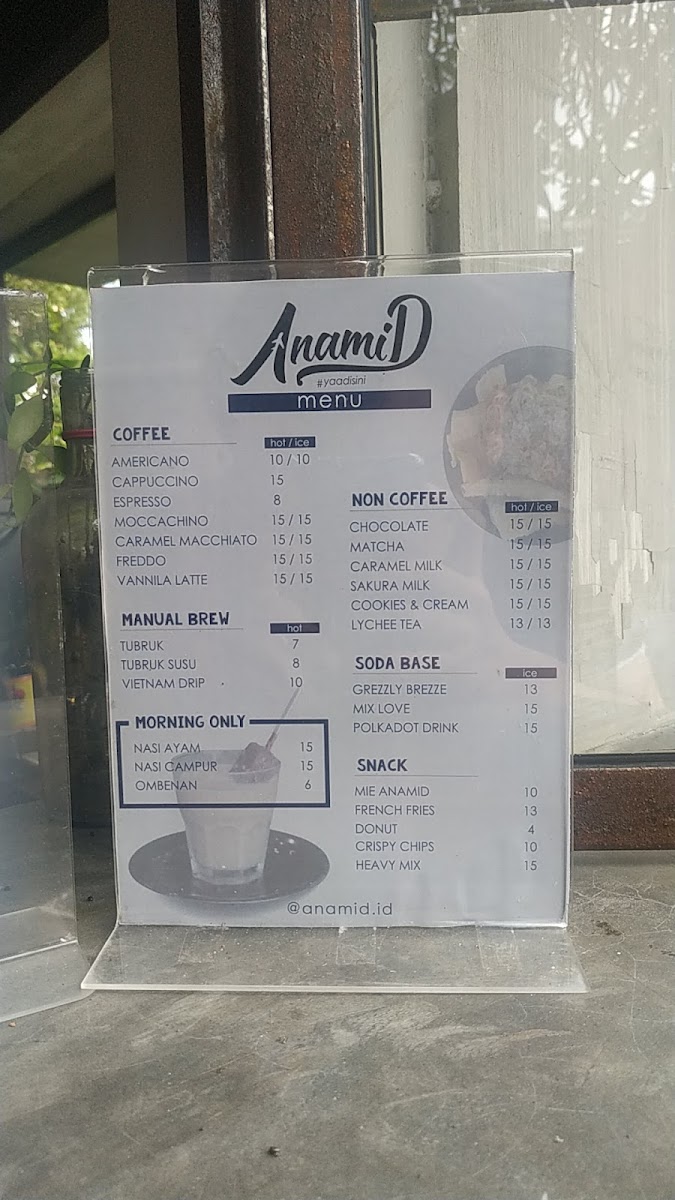 AnamiD
#yaadisini
menu
COFFEE
hot / ice
AMERICANO 10 / 10
CAPPUCCINO 15
ESPRESSO 8
MOCCACHINO 15 / 15
CARAMEL MACCHIATO 15 / 15
FREDDO 15 / 15
VANNILA LATTE 15 / 15
MANUAL BREW
hot
TUBRUK 7
TUBRUK SUSU 8
VIETNAM DRIP 10
MORNING ONLY
NASI AYAM 15
NASI CAMPUR 15
OMBENAN 6
NON COFFEE
hot / ice
CHOCOLATE 15 / 15
MATCHA 15 / 15
CARAMEL MILK 15 / 15
SAKURA MILK 15 / 15
COOKIES & CREAM 15 / 15
LYCHEE TEA 13 / 13
SODA BASE
ice
GREZZLY BREZZE 13
MIX LOVE 15
POLKADOT DRINK 15
SNACK
MIE ANAMID 10
FRENCH FRIES 13
DONUT 4
CRISPY CHIPS 10
HEAVY MIX 15
@anamid.id